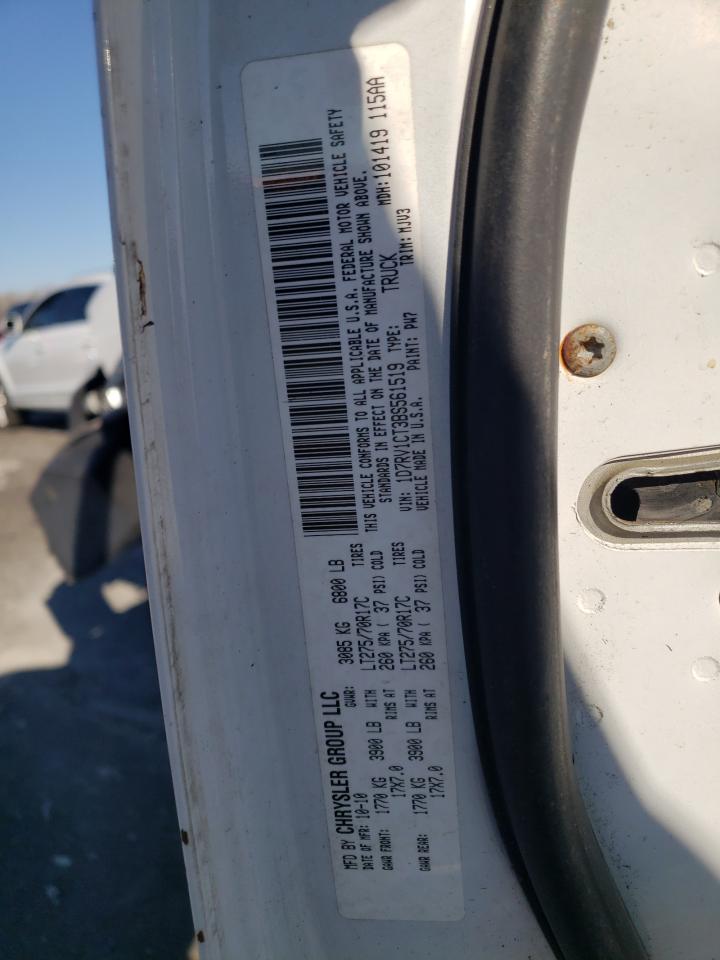 MFD BY CHRYSLER GROUP LLC
DATE OF MFR: 10-10 GVWR: 3085 KG 6800 LB
GAWR FRONT: 1770 KG 3900 LB WITH LT275/70R17C TIRES
17X7.0 RIMS AT 260 KPA ( 37 PSI) COLD
GAWR REAR: 1770 KG 3900 LB WITH LT275/70R17C TIRES
17X7.0 RIMS AT 260 KPA ( 37 PSI) COLD
THIS VEHICLE CONFORMS TO ALL APPLICABLE U.S.A. FEDERAL MOTOR VEHICLE SAFETY
STANDARDS IN EFFECT ON THE DATE OF MANUFACTURE SHOWN ABOVE.
VIN: 1D7RV1CT3BS561519 TYPE: TRUCK MDH: 101419 115AA
VEHICLE MADE IN U.S.A. PAINT: PW7 TRIM: MJV3